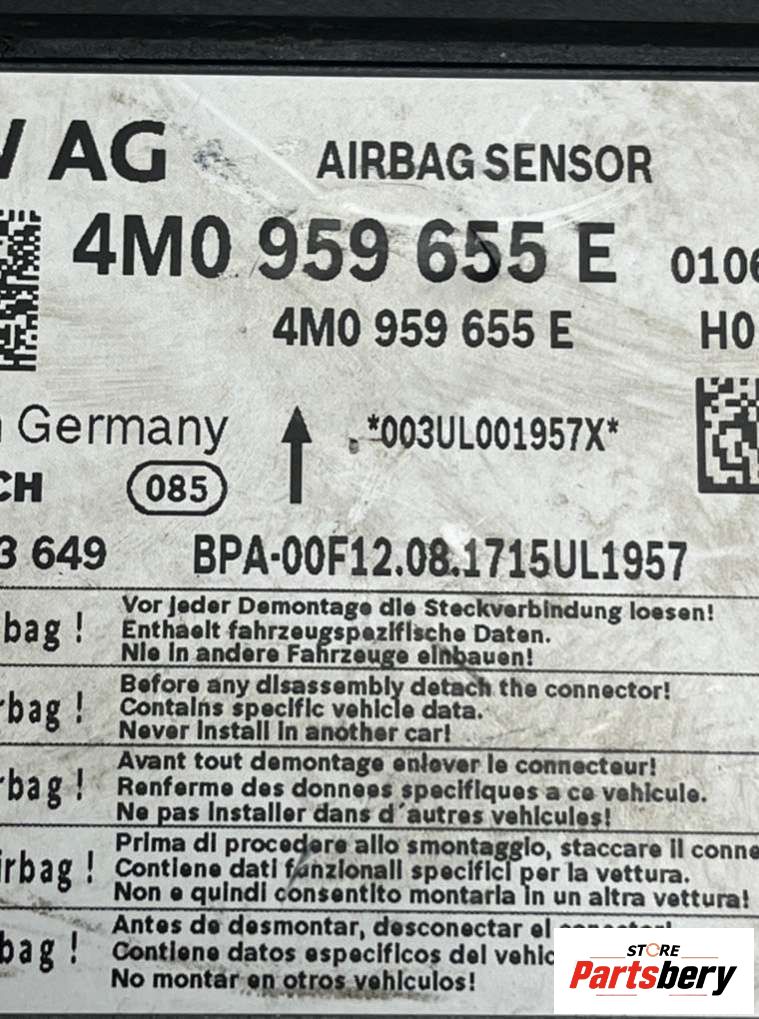 AG AIRBAG SENSOR
4M0 959 655 E 0106
4M0 959 655 E H0
Germany *003UL001957X*
CH 085
3 649 BPA-00F12.08.1715UL1957
bag! Vor jeder Demontage die Steckverbindung loesen!
Enthaelt fahrzeugspezifische Daten.
Nie in andere Fahrzeuge einbauen!
rbag! Before any disassembly detach the connector!
Contains specific vehicle data.
Never install in another car!
rbag! Avant tout demontage enlever le connecteur!
Renferme des donnees specifiques a ce vehicule.
Ne pas installer dans d´autres vehicules!
irbag! Prima di procedere allo smontaggio, staccare il conne
Contiene dati funzionali specifici per la vettura.
Non e quindi consentito montarla in un altra vettura!
bag! Antes de desmontar, desconectar el
Contiene datos especificos del vehic
No montar en otros vehiculos!
STORE
Partsbery